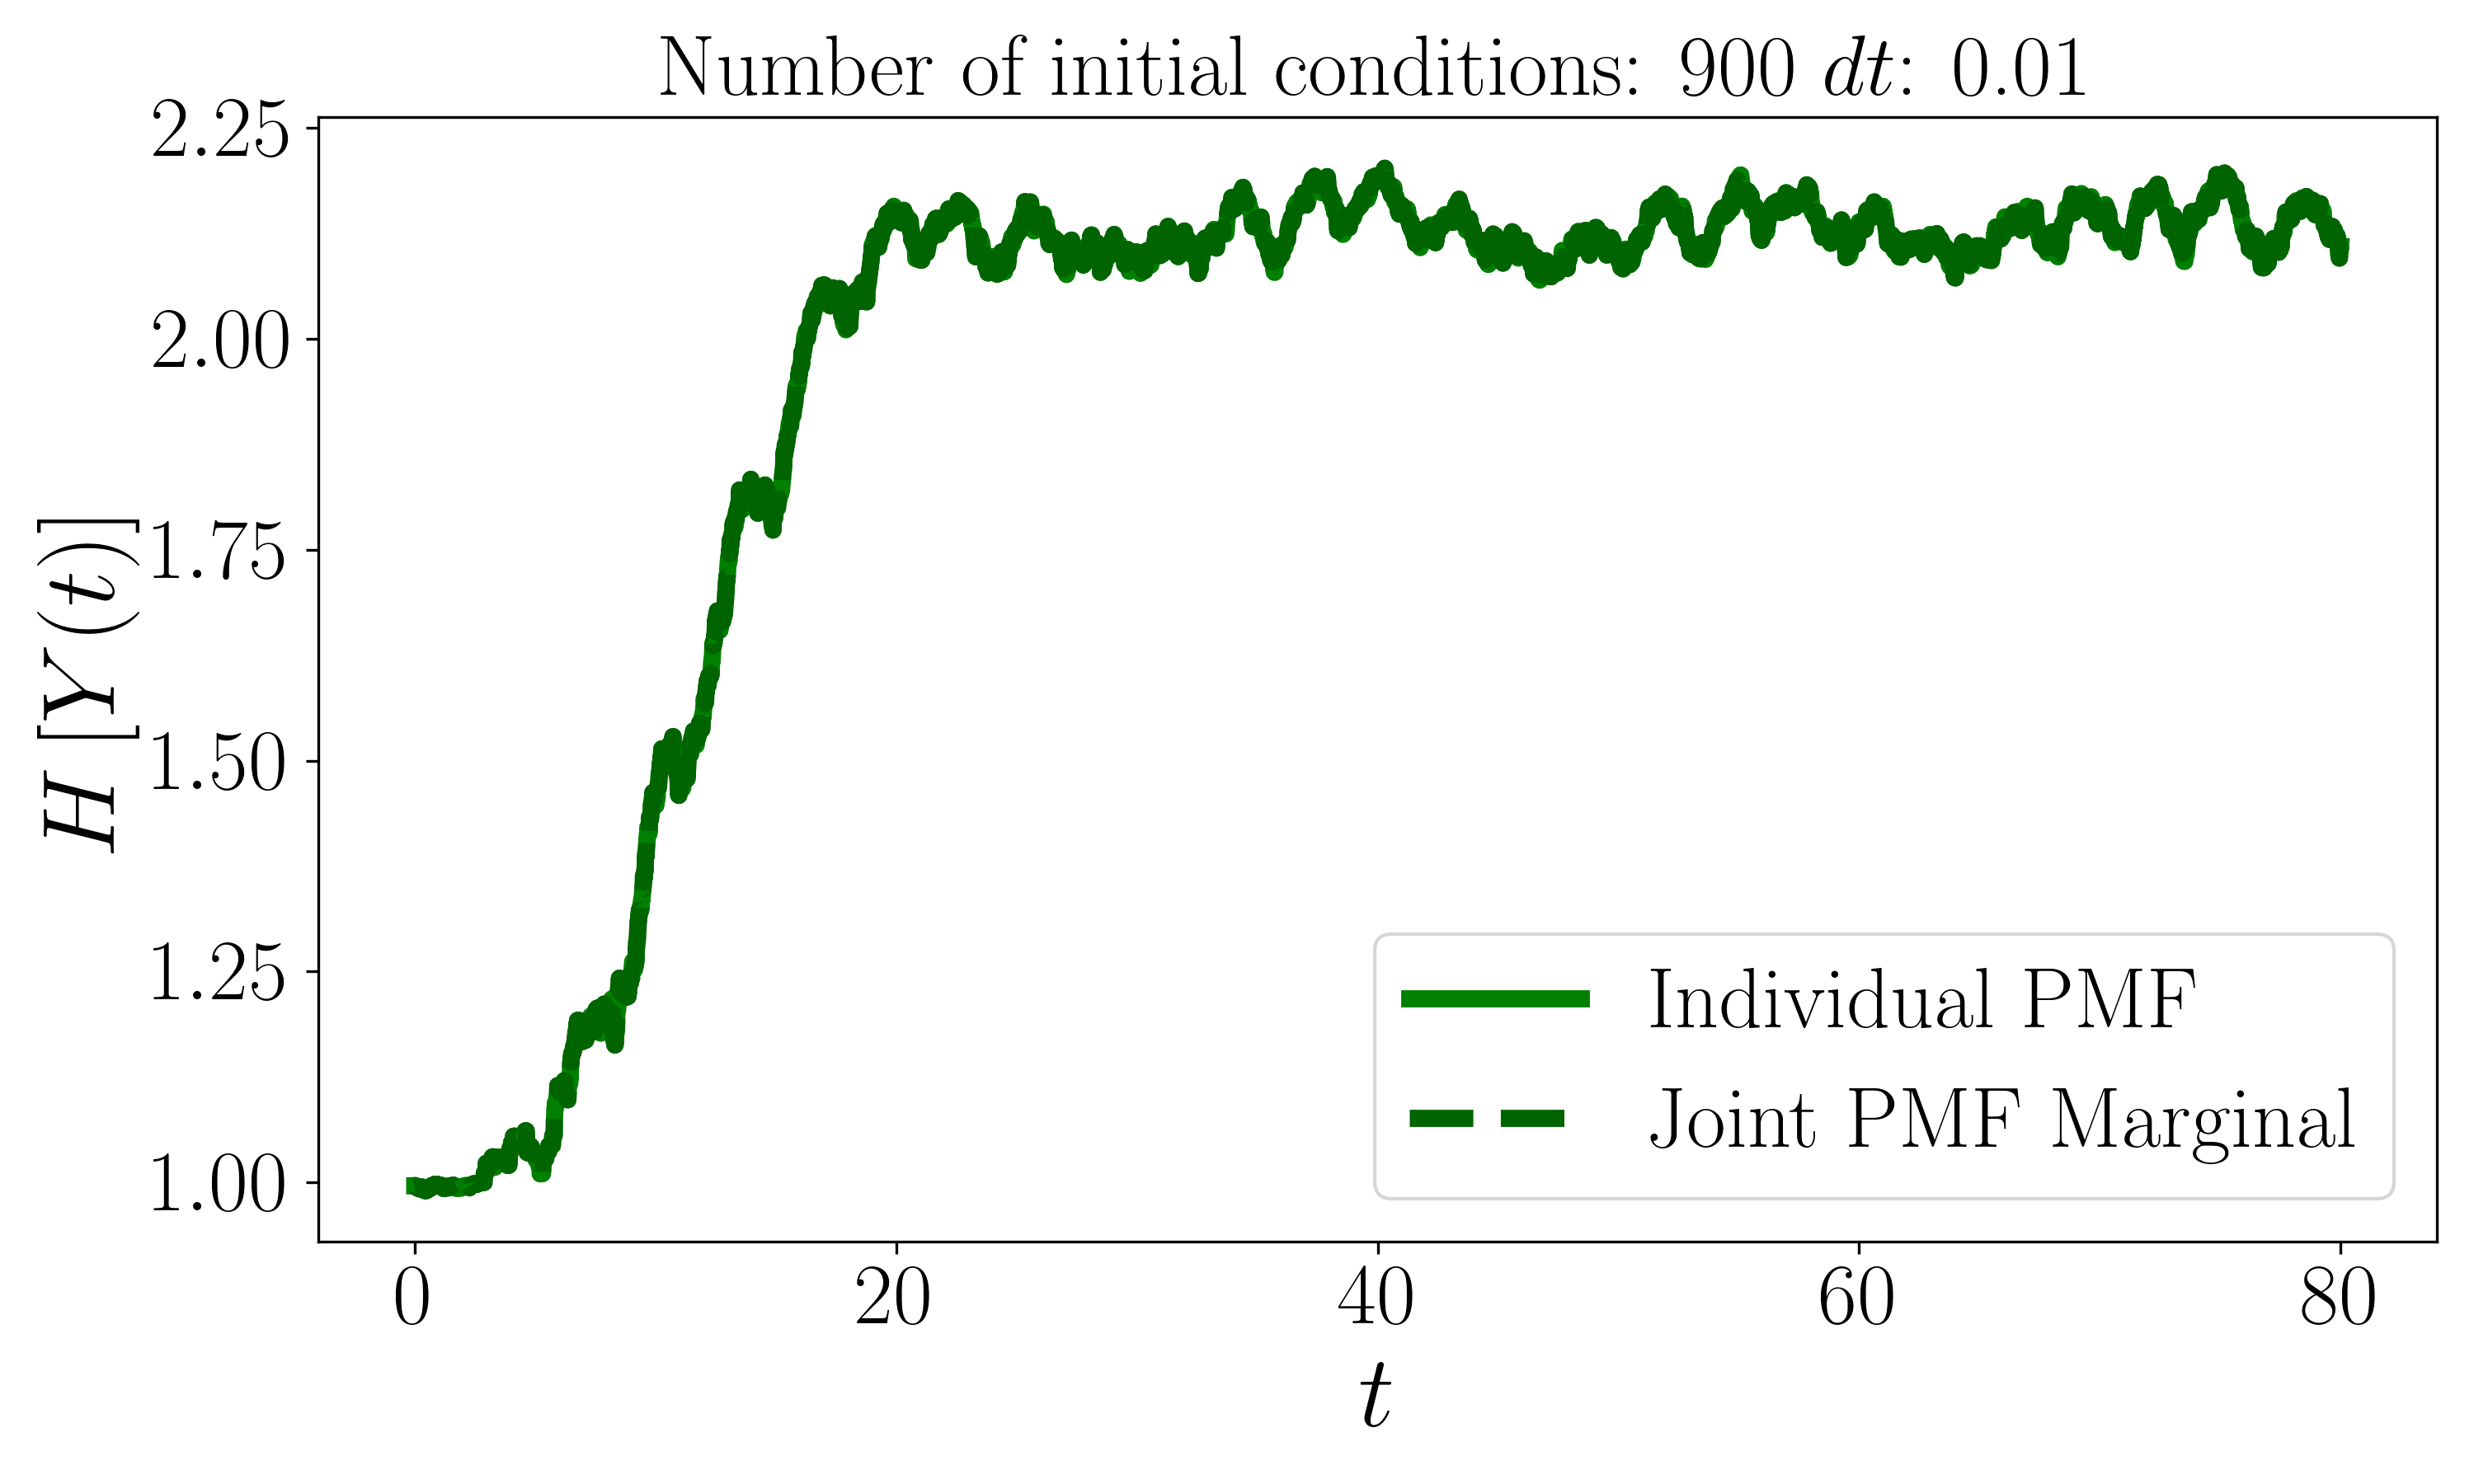 Number of initial conditions: 900 dt: 0.01
H [Y(t)]
2.25
2.00
1.75
1.50
1.25
1.00
Individual PMF
Joint PMF Marginal
0 20 40 60 80
t